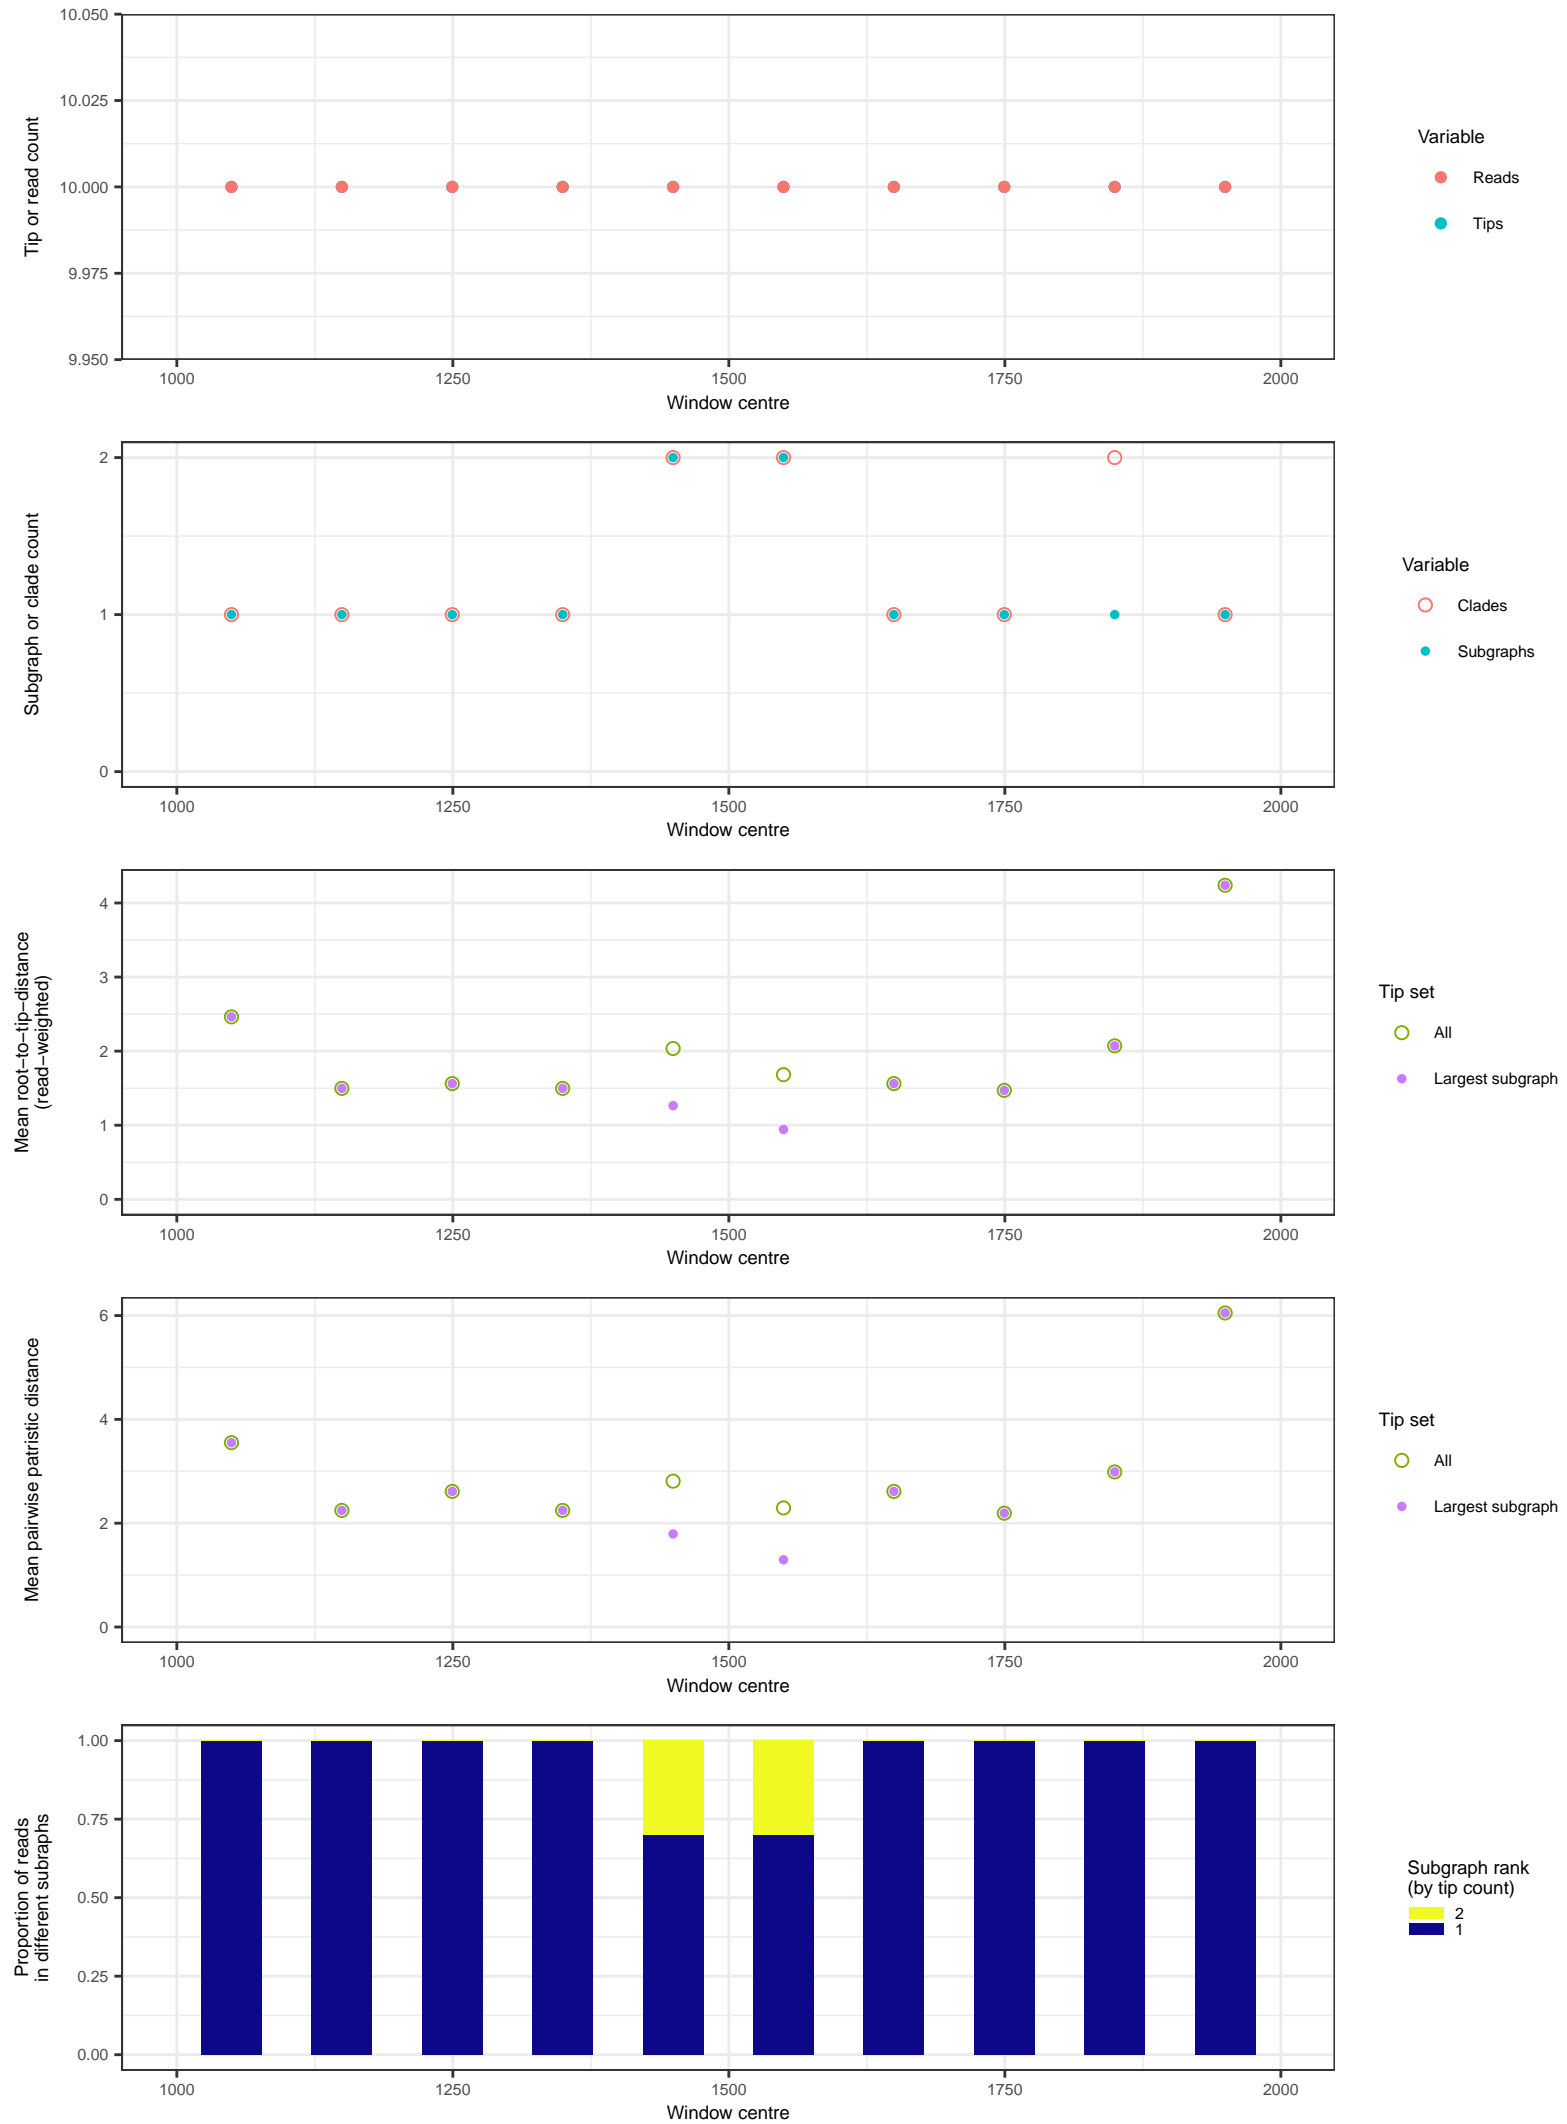 10.050
10.025
10.000
9.975
9.950
Tip or read count
1000 1250 1500 1750 2000
Window centre
Variable
Reads
Tips
2
1
0
Subgraph or clade count
1000 1250 1500 1750 2000
Window centre
Variable
Clades
Subgraphs
4
3
2
1
0
Mean root−to−tip−distance
(read−weighted)
1000 1250 1500 1750 2000
Window centre
Tip set
All
Largest subgraph
6
4
2
0
Mean pairwise patristic distance
1000 1250 1500 1750 2000
Window centre
Tip set
All
Largest subgraph
1.00
0.75
0.50
0.25
0.00
Proportion of reads
in different subraphs
1000 1250 1500 1750 2000
Window centre
Subgraph rank
(by tip count)
2
1